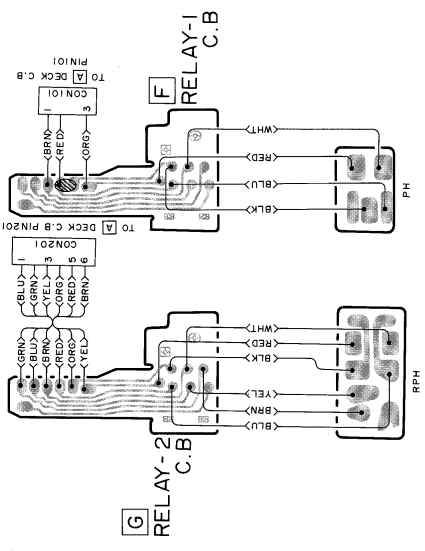 TO A DECK C.B
PIN101
CON101
1
3
BRN
RED
ORG
F
RELAY-1
C.B
WHT
RED
BLU
BLK
PH
TO A DECK C.B PIN201
CON201
1
3
5
6
BLU
GRN
YEL
ORG
RED
BRN
GRN
BLU
BRN
RED
ORG
YEL
G
RELAY-2
C.B
WHT
RED
BLK
YEL
BRN
BLU
RPH